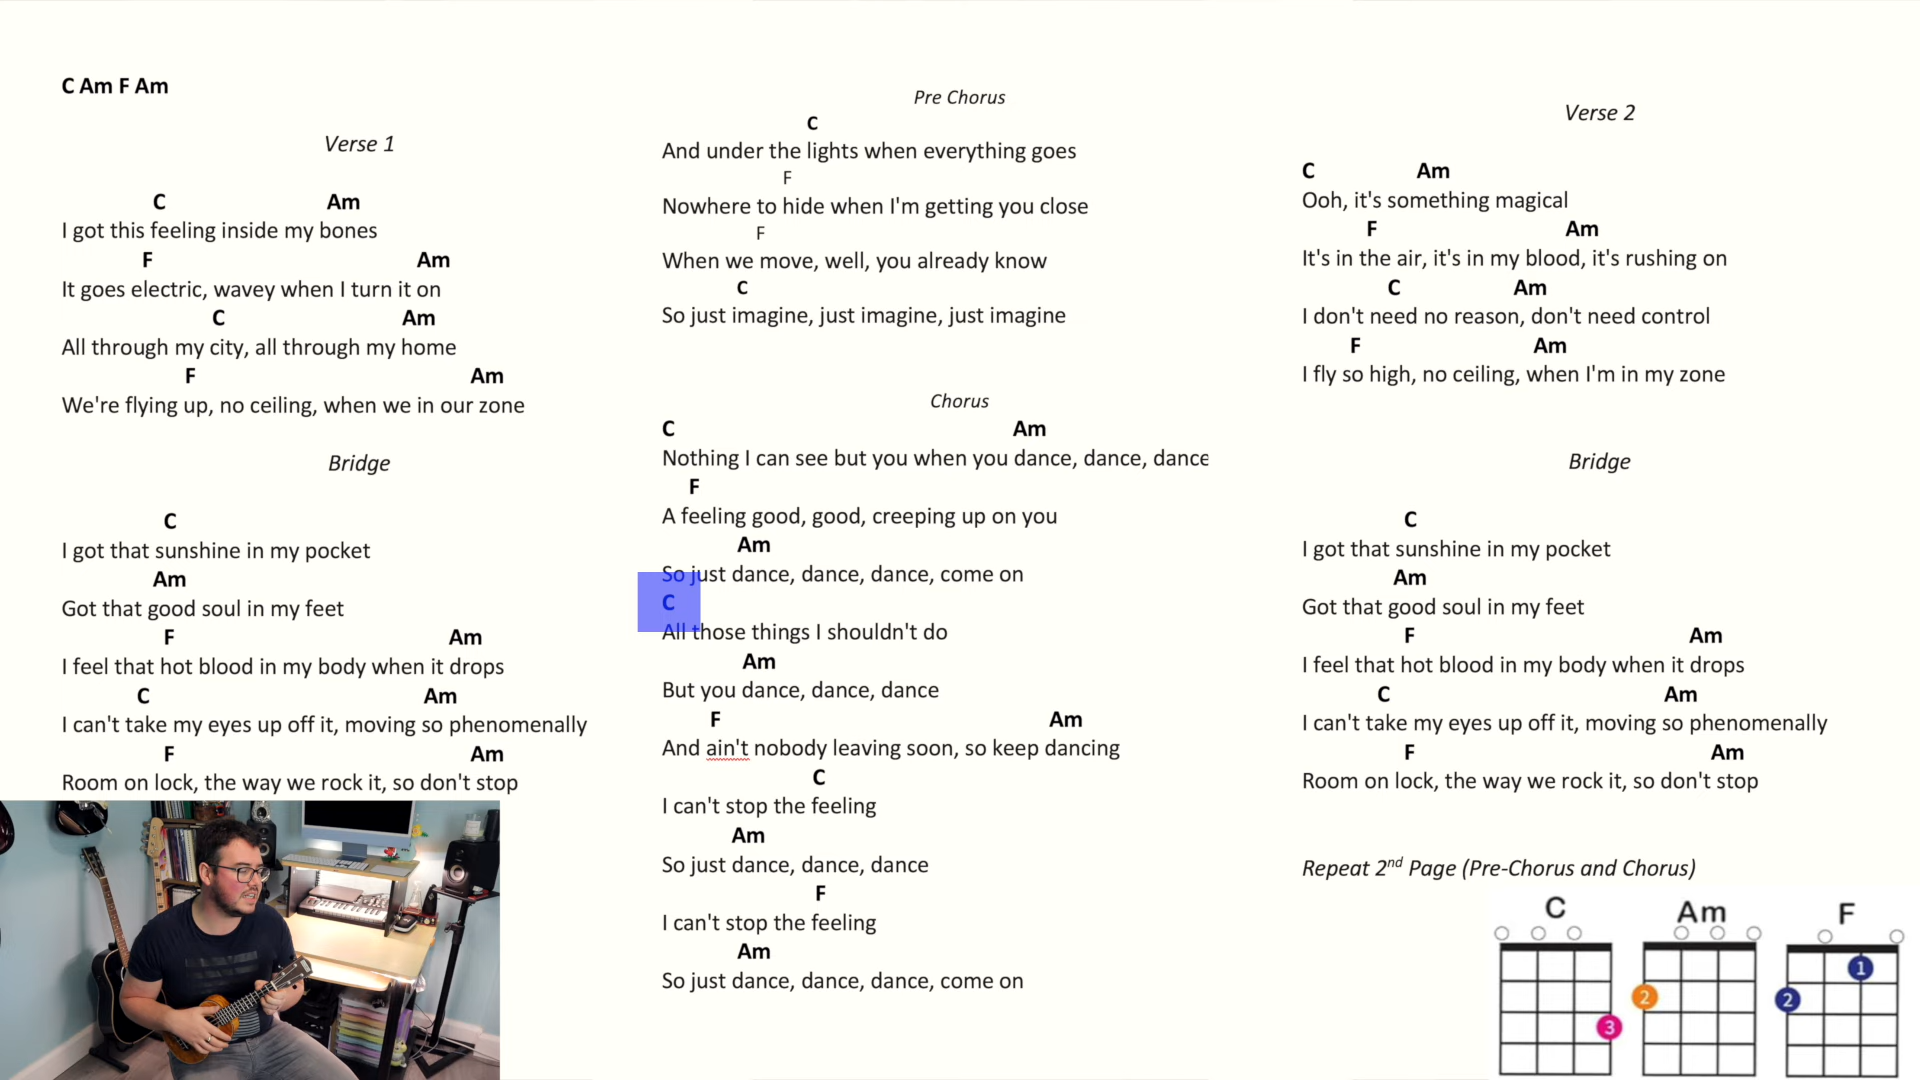 C Am F Am
Verse 1
C Am
I got this feeling inside my bones
F Am
It goes electric, wavey when I turn it on
C Am
All through my city, all through my home
F Am
We're flying up, no ceiling, when we in our zone
Bridge
C
I got that sunshine in my pocket
Am
Got that good soul in my feet
F Am
I feel that hot blood in my body when it drops
C Am
I can't take my eyes up off it, moving so phenomenally
F Am
Room on lock, the way we rock it, so don't stop
Pre Chorus
C
And under the lights when everything goes
F
Nowhere to hide when I'm getting you close
F
When we move, well, you already know
C
So just imagine, just imagine, just imagine
Chorus
C Am
Nothing I can see but you when you dance, dance, dance
F
A feeling good, good, creeping up on you
Am
So just dance, dance, dance, come on
C
All those things I shouldn't do
Am
But you dance, dance, dance
F Am
And ain't nobody leaving soon, so keep dancing
C
I can't stop the feeling
Am
So just dance, dance, dance
F
I can't stop the feeling
Am
So just dance, dance, dance, come on
Verse 2
C Am
Ooh, it's something magical
F Am
It's in the air, it's in my blood, it's rushing on
C Am
I don't need no reason, don't need control
F Am
I fly so high, no ceiling, when I'm in my zone
Bridge
C
I got that sunshine in my pocket
Am
Got that good soul in my feet
F Am
I feel that hot blood in my body when it drops
C Am
I can't take my eyes up off it, moving so phenomenally
F Am
Room on lock, the way we rock it, so don't stop
Repeat 2nd Page (Pre-Chorus and Chorus)
C Am F
3
2
1
2